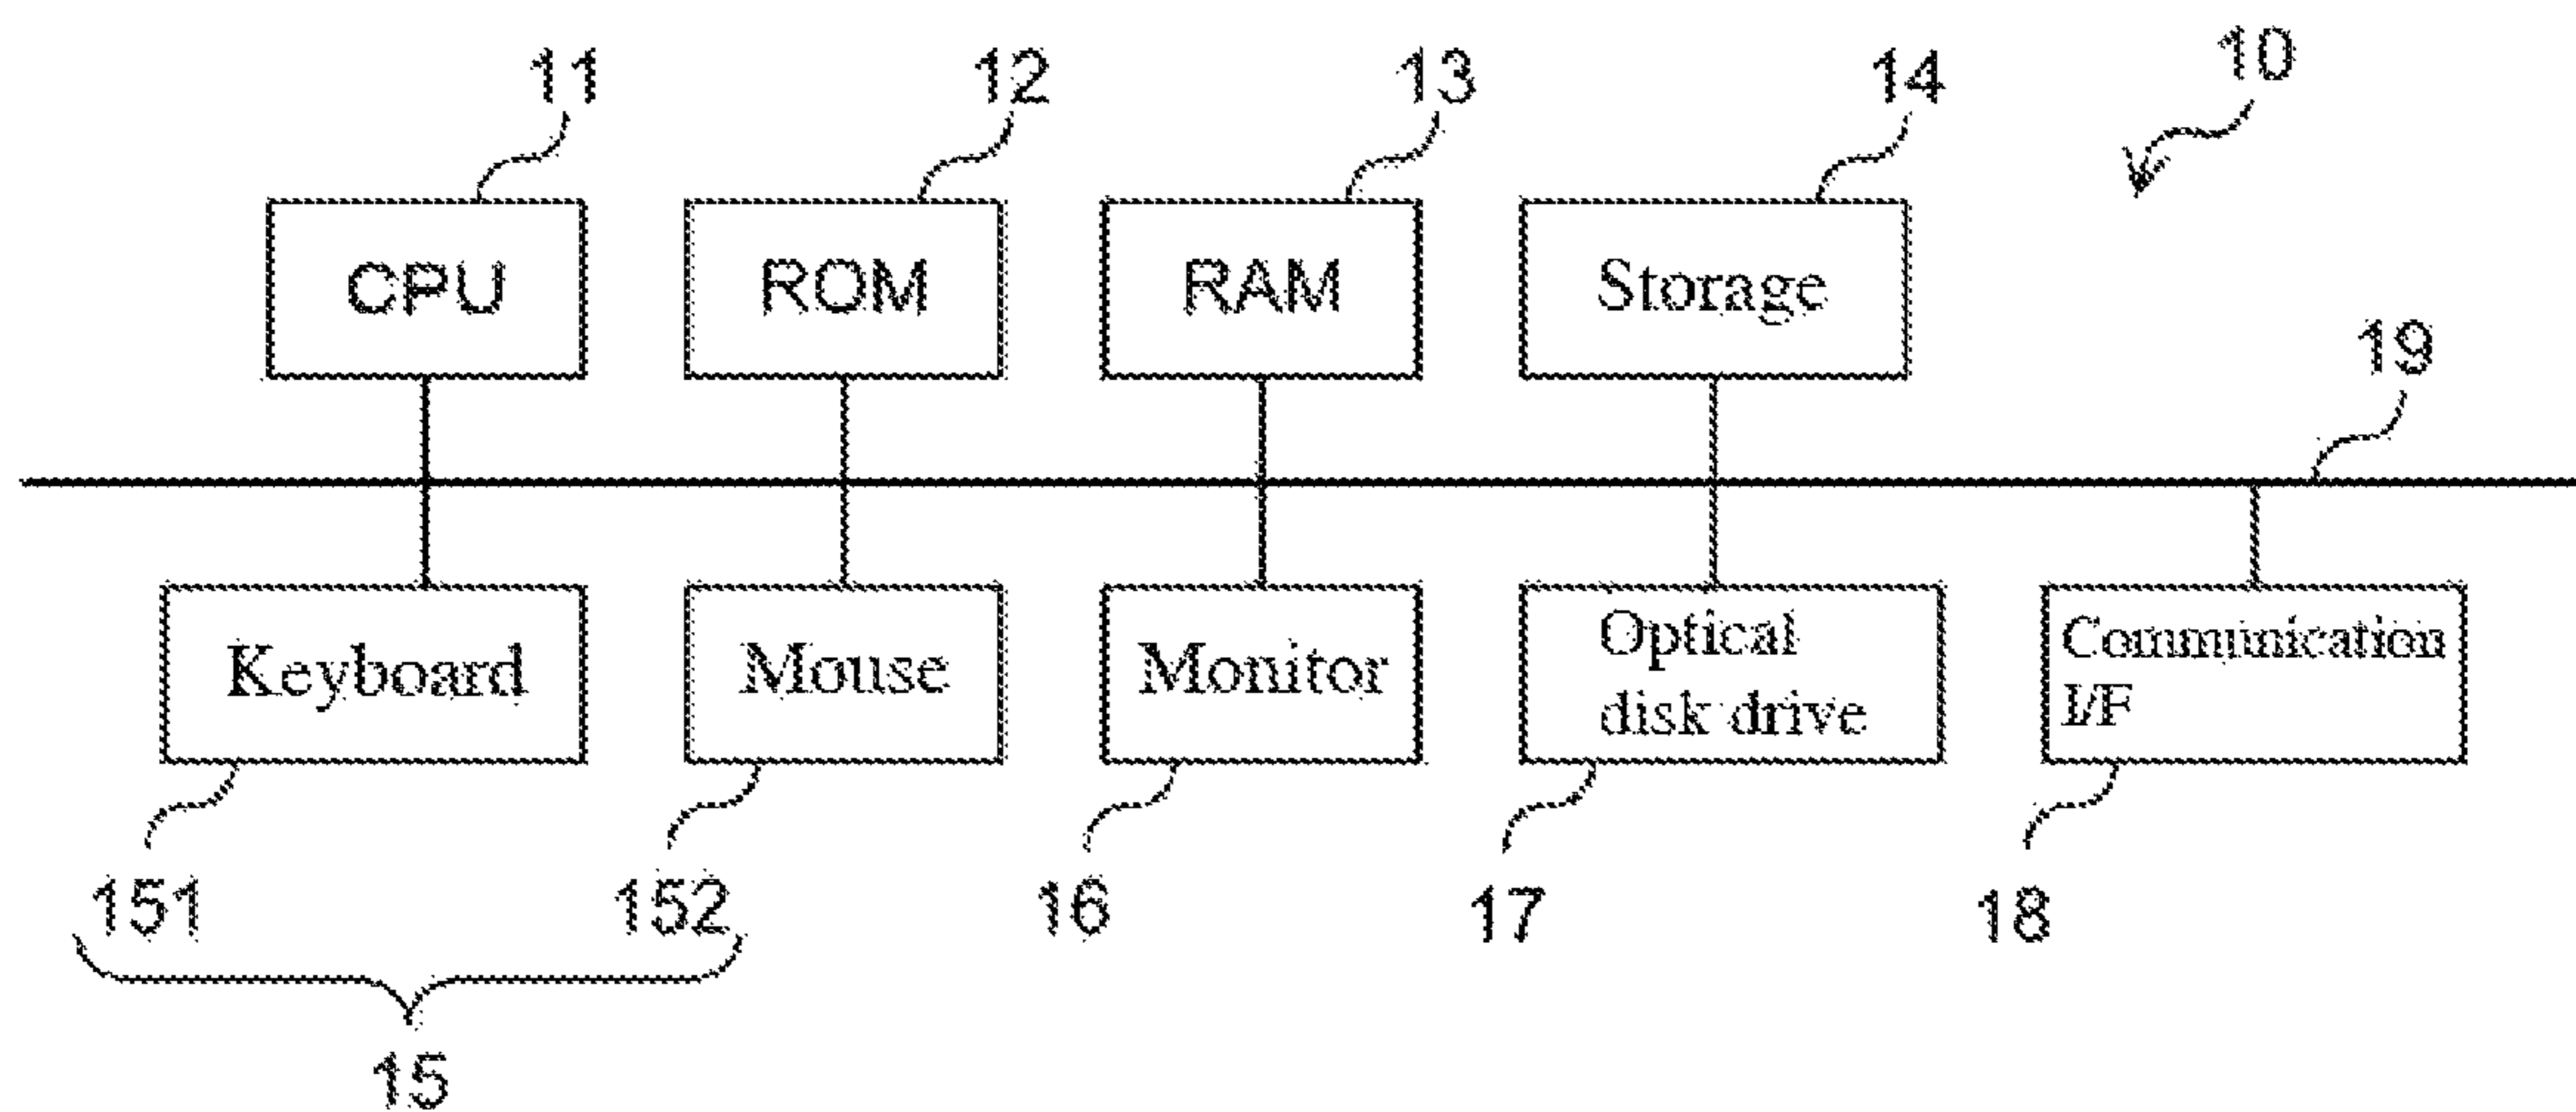 11 12 13 14 10
CPU ROM RAM Storage
19
Keyboard Mouse Monitor Optical
disk drive Communication
I/F
151 152 16 17 18
15